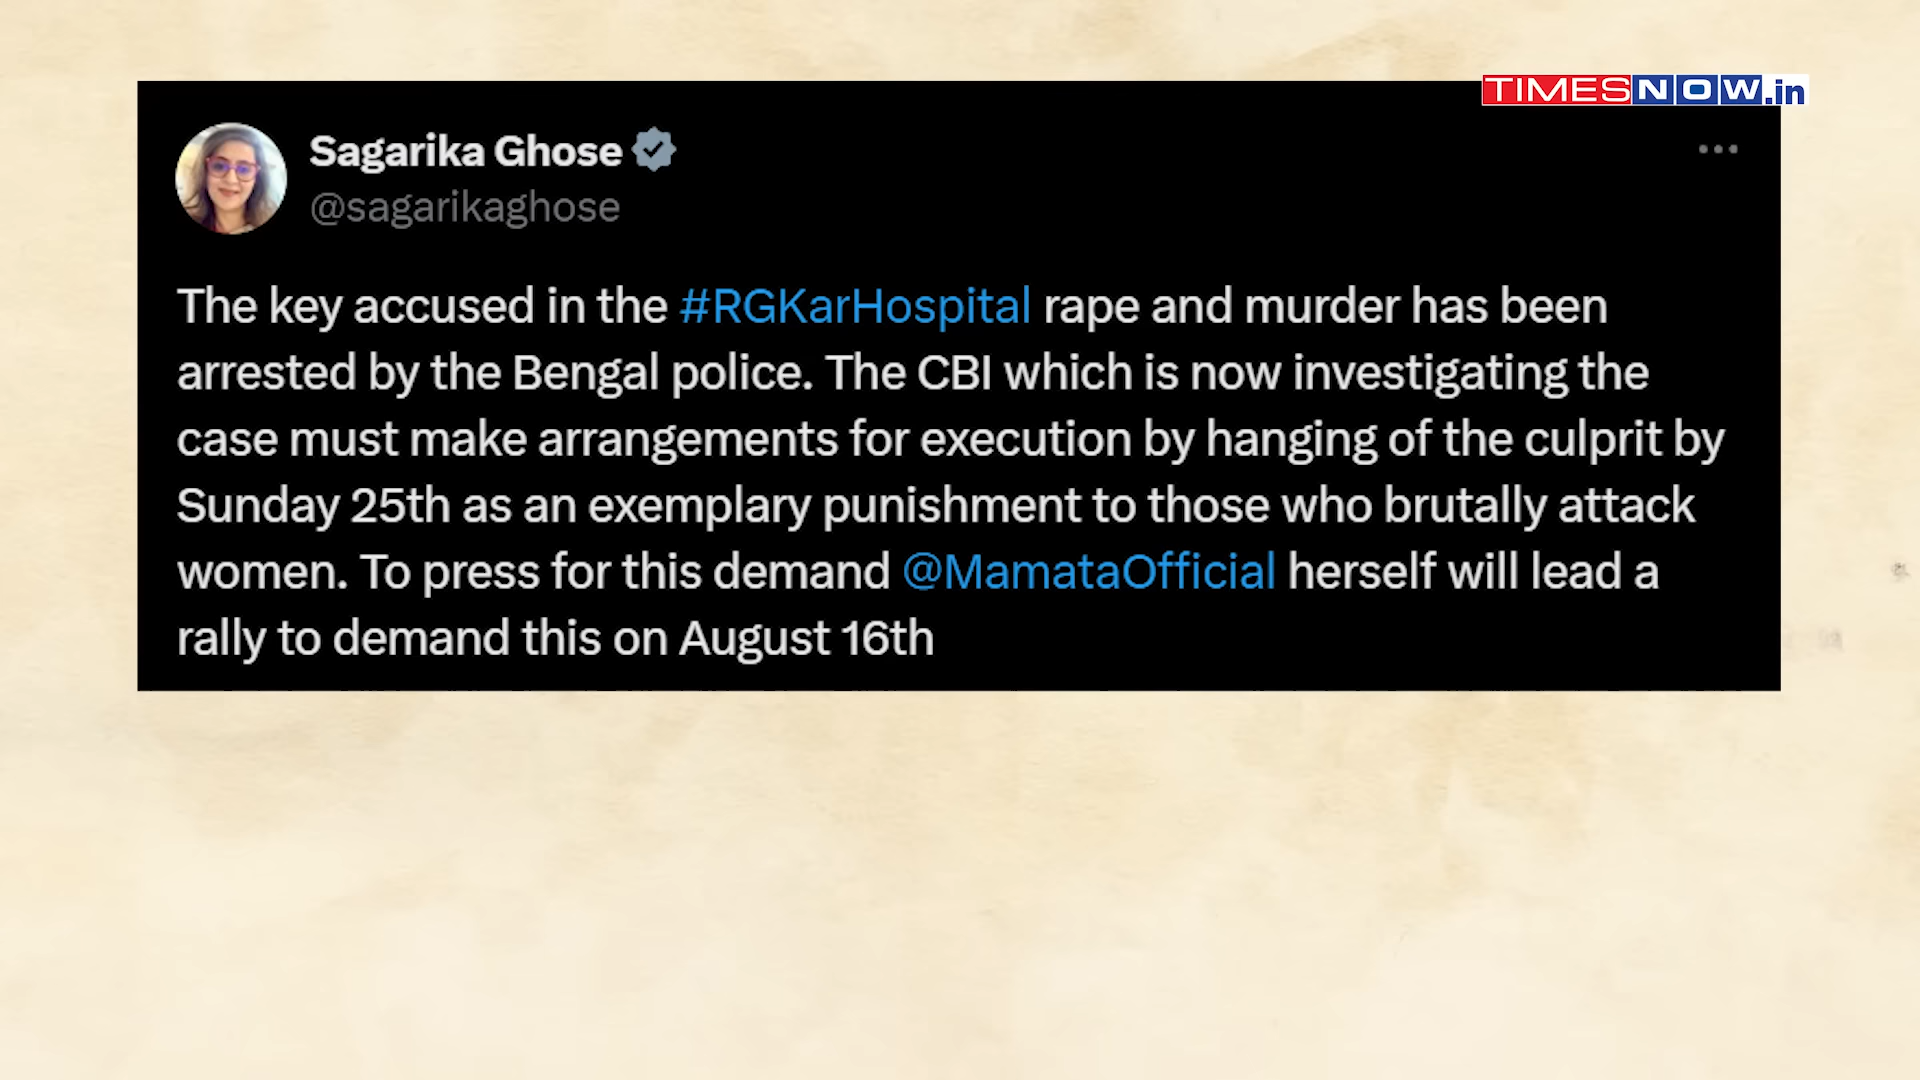 TIMES NOW.in
Sagarika Ghose
@sagarikaghose
The key accused in the #RGKarHospital rape and murder has been
arrested by the Bengal police. The CBI which is now investigating the
case must make arrangements for execution by hanging of the culprit by
Sunday 25th as an exemplary punishment to those who brutally attack
women. To press for this demand @MamataOfficial herself will lead a
rally to demand this on August 16th